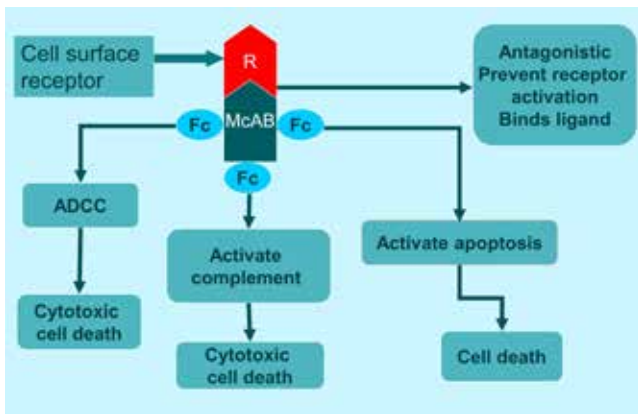 Cell surface
receptor
R
Antagonistic
Prevent receptor
activation
Binds ligand
Fc
McAB
Fc
Fc
ADCC
Activate
complement
Activate apoptosis
Cytotoxic
cell death
Cytotoxic
cell death
Cell death